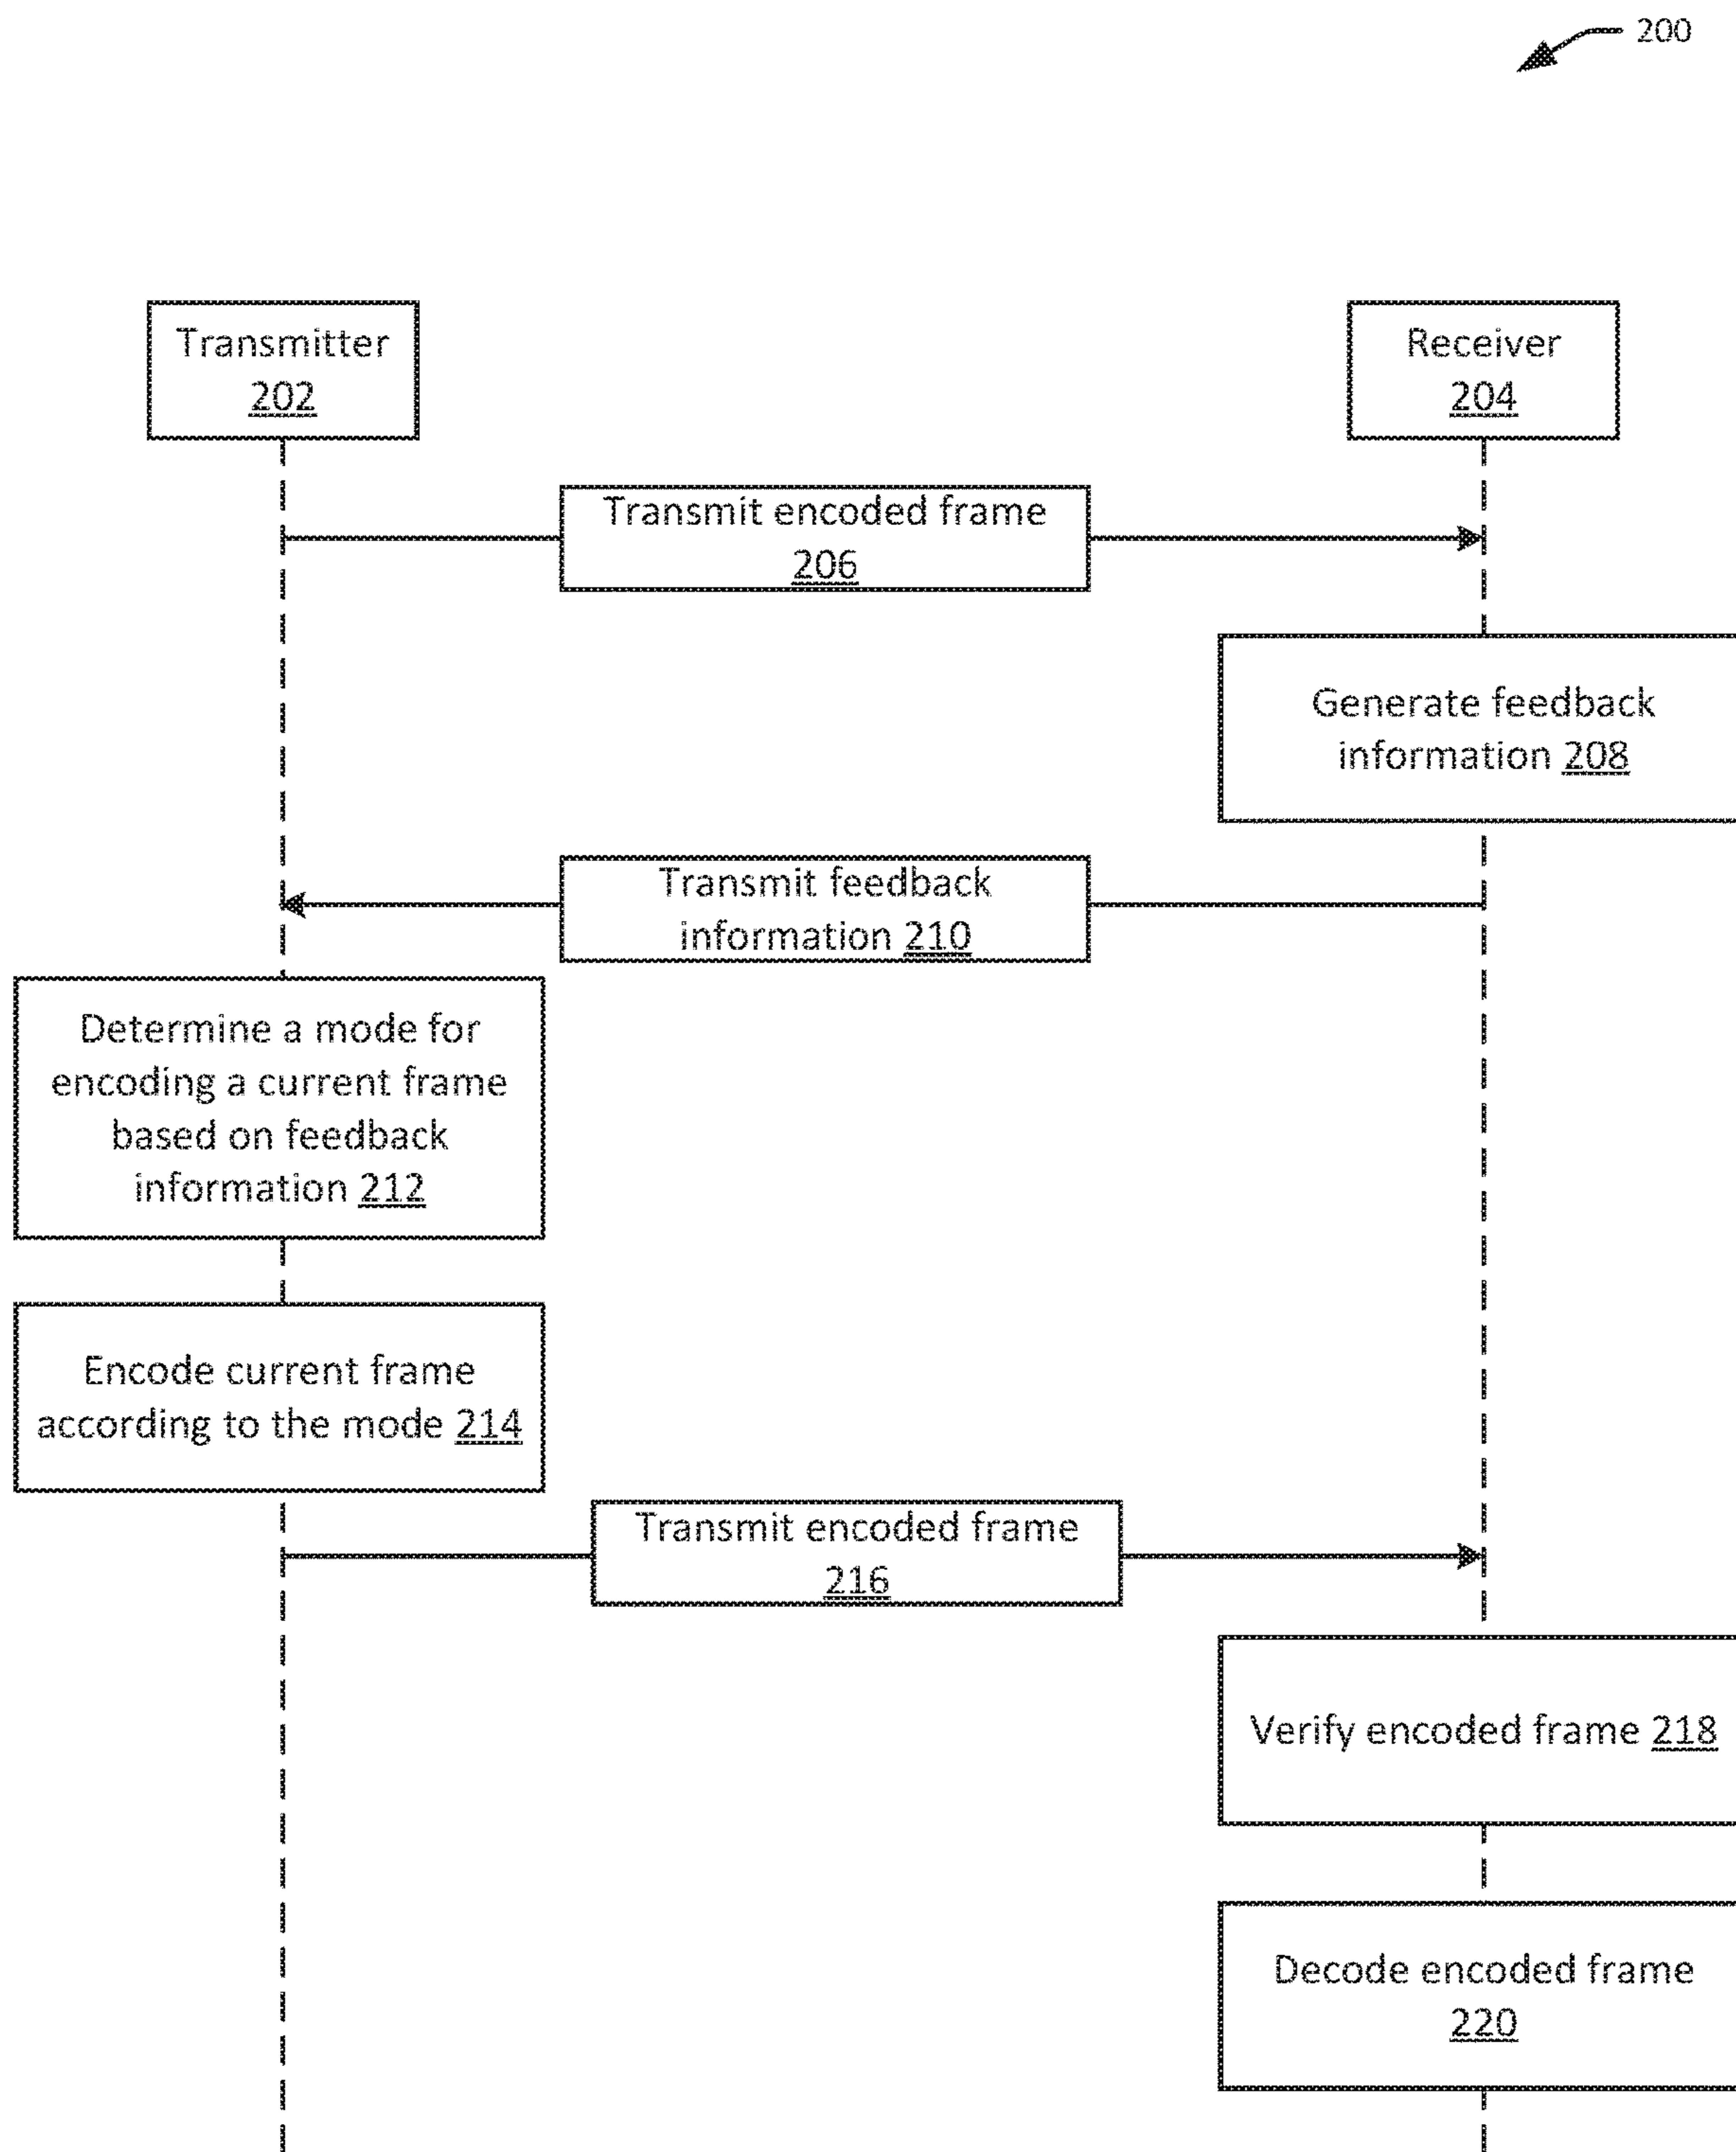 200
Transmitter
202
Receiver
204
Transmit encoded frame
206
Generate feedback
information 208
Transmit feedback
information 210
Determine a mode for
encoding a current frame
based on feedback
information 212
Encode current frame
according to the mode 214
Transmit encoded frame
216
Verify encoded frame 218
Decode encoded frame
220